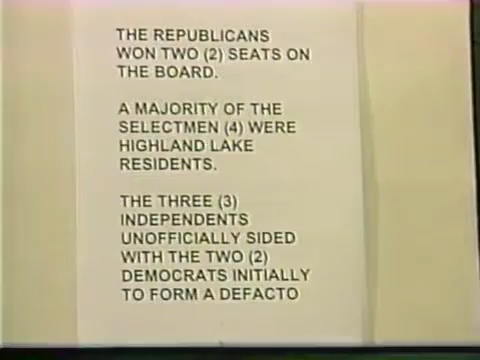 THE REPUBLICANS
WON TWO (2) SEATS ON
THE BOARD.
A MAJORITY OF THE
SELECTMEN (4) WERE
HIGHLAND LAKE
RESIDENTS.
THE THREE (3)
INDEPENDENTS
UNOFFICIALLY SIDED
WITH THE TWO (2)
DEMOCRATS INITIALLY
TO FORM A DEFACTO